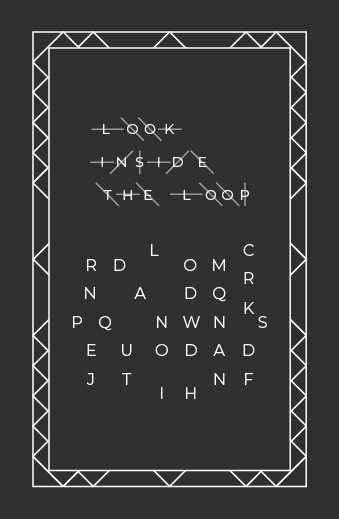 LOOK
INSIDE
THE LOOP
L C
R D O M
R
N A D Q
K
P Q N W N S
E U O D A D
J T N F
I H